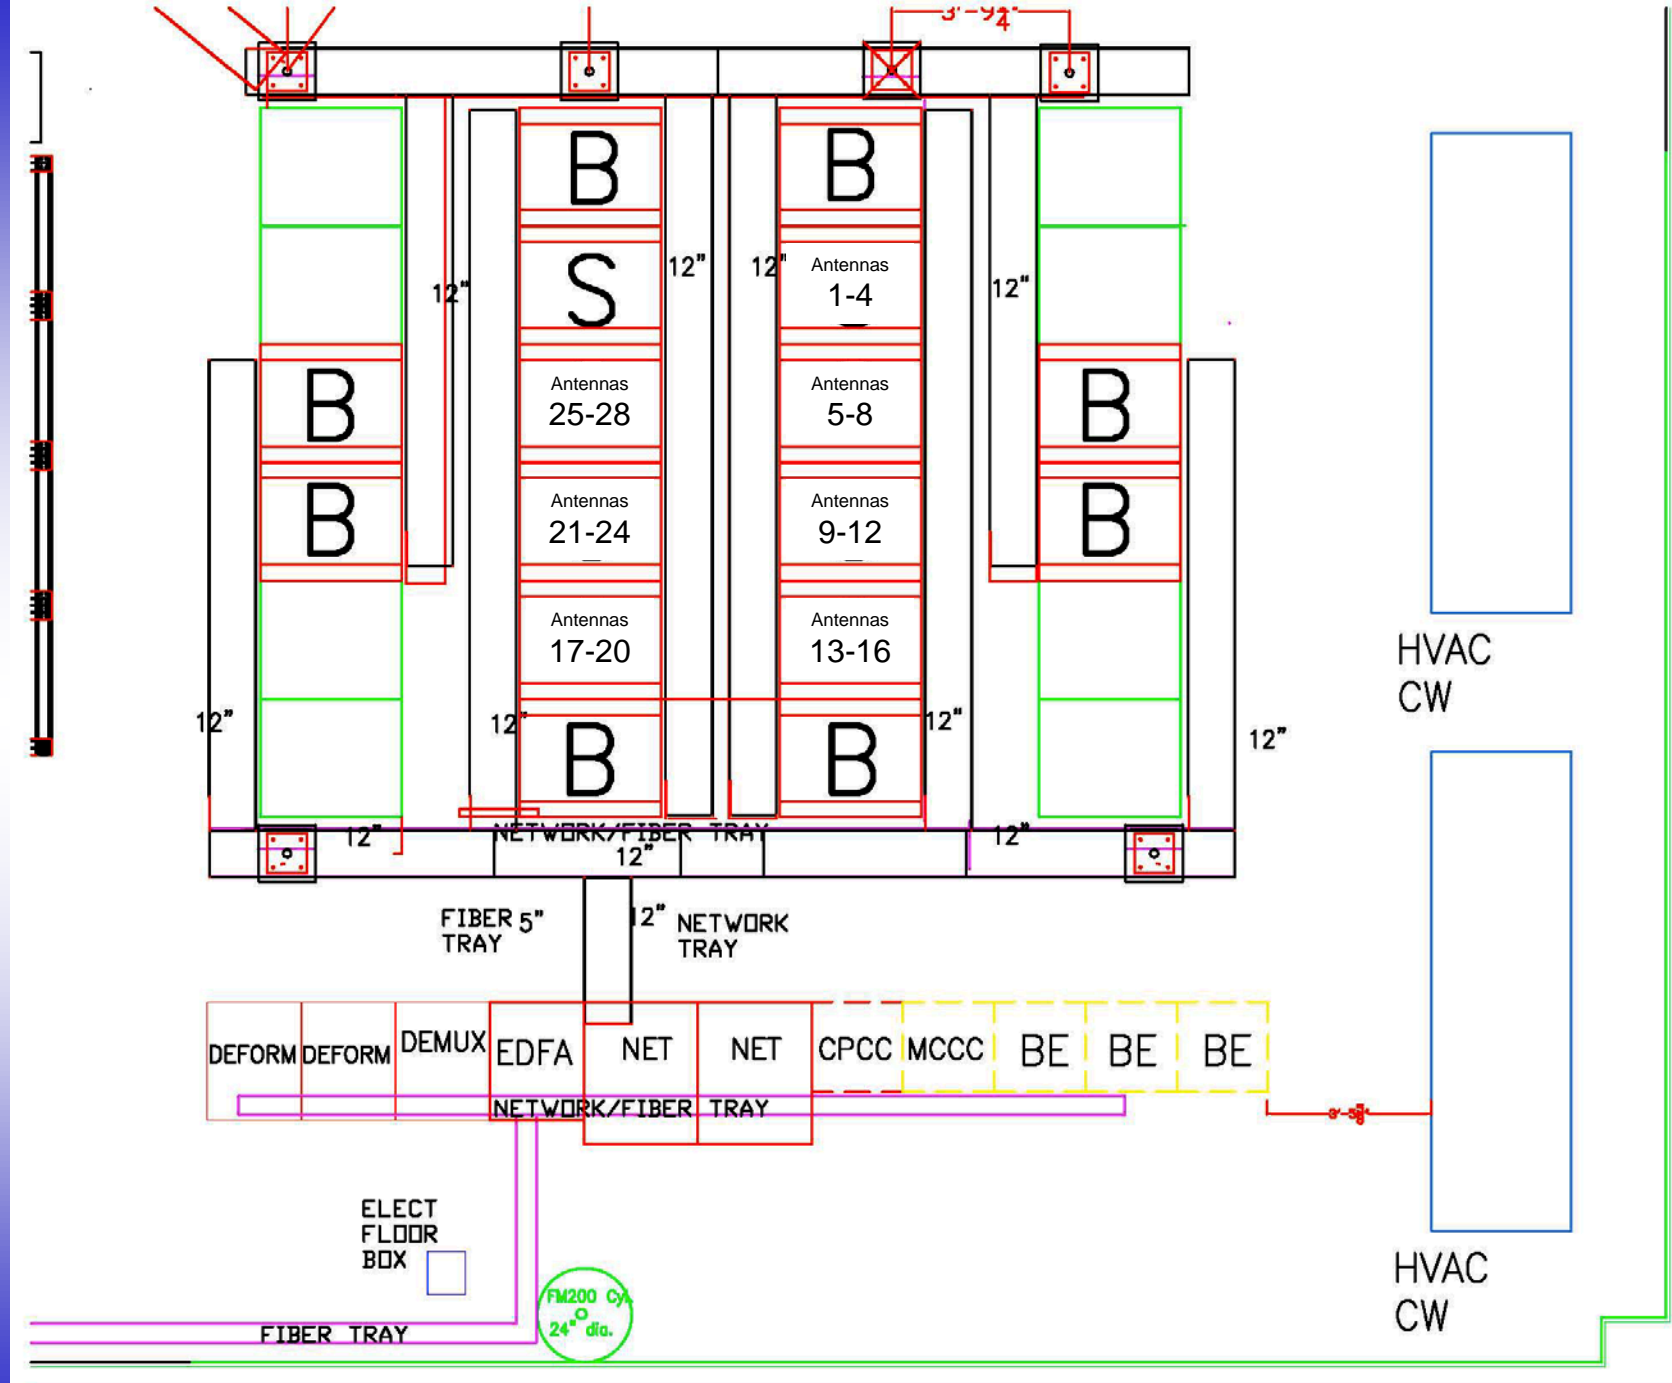 3'-9¾"
B
B
S
Antennas
1-4
12"
12"
12"
12"
B
Antennas
25-28
Antennas
5-8
B
B
Antennas
21-24
Antennas
9-12
B
Antennas
17-20
Antennas
13-16
HVAC
CW
12"
12"
12"
12"
B
B
NETWORK/FIBER TRAY
12"
12"
12"
FIBER 5"
TRAY
12"
NETWORK
TRAY
DEFORM
DEFORM
DEMUX
EDFA
NET
NET
CPCC
MCCC
BE
BE
BE
NETWORK/FIBER TRAY
ELECT
FLOOR
BOX
HVAC
CW
FM200 Cyl.
24" dia.
FIBER TRAY